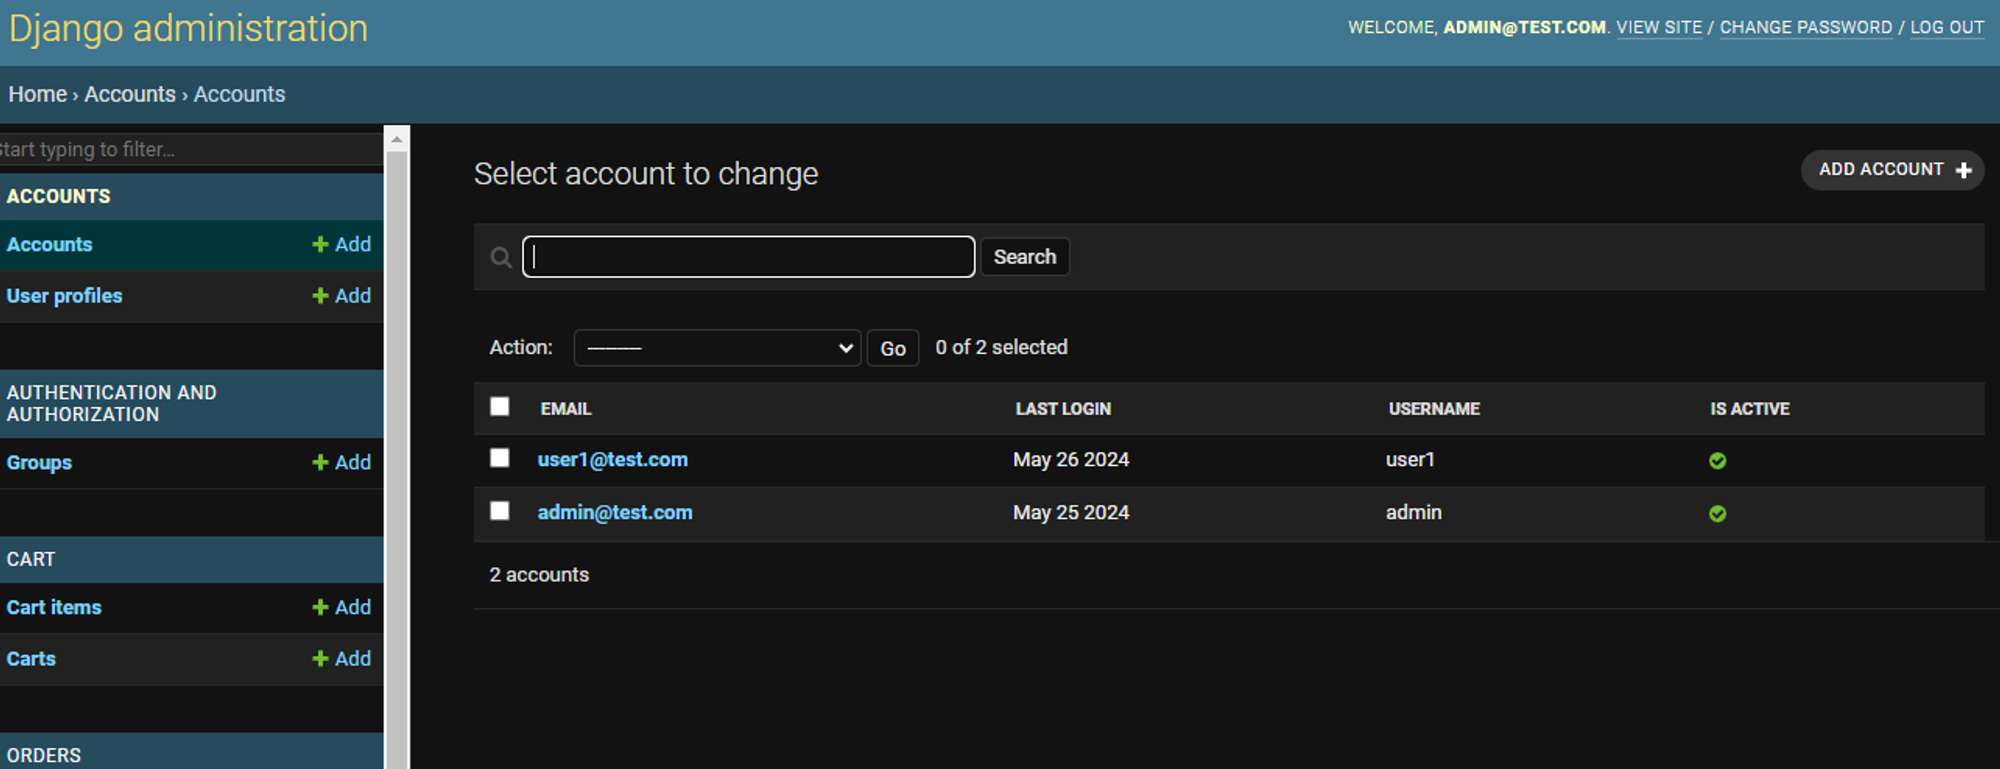 Django administration
WELCOME, ADMIN@TEST.COM. VIEW SITE / CHANGE PASSWORD / LOG OUT
Home › Accounts › Accounts
Start typing to filter...
ACCOUNTS
Accounts + Add
User profiles + Add
AUTHENTICATION AND
AUTHORIZATION
Groups + Add
CART
Cart items + Add
Carts + Add
ORDERS
Select account to change
ADD ACCOUNT +
Search
Action: --------- Go 0 of 2 selected
EMAIL LAST LOGIN USERNAME IS ACTIVE
user1@test.com May 26 2024 user1
admin@test.com May 25 2024 admin
2 accounts